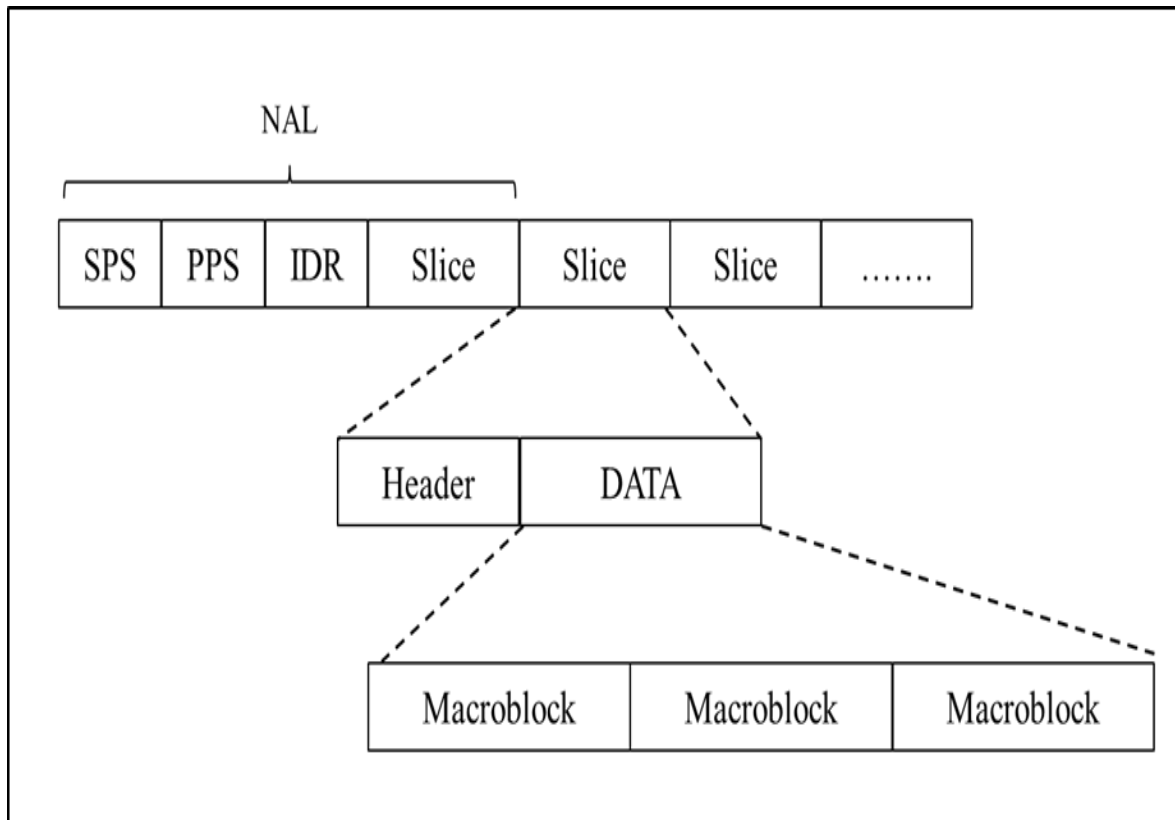 NAL
SPS PPS IDR Slice Slice Slice .......
Header DATA
Macroblock Macroblock Macroblock